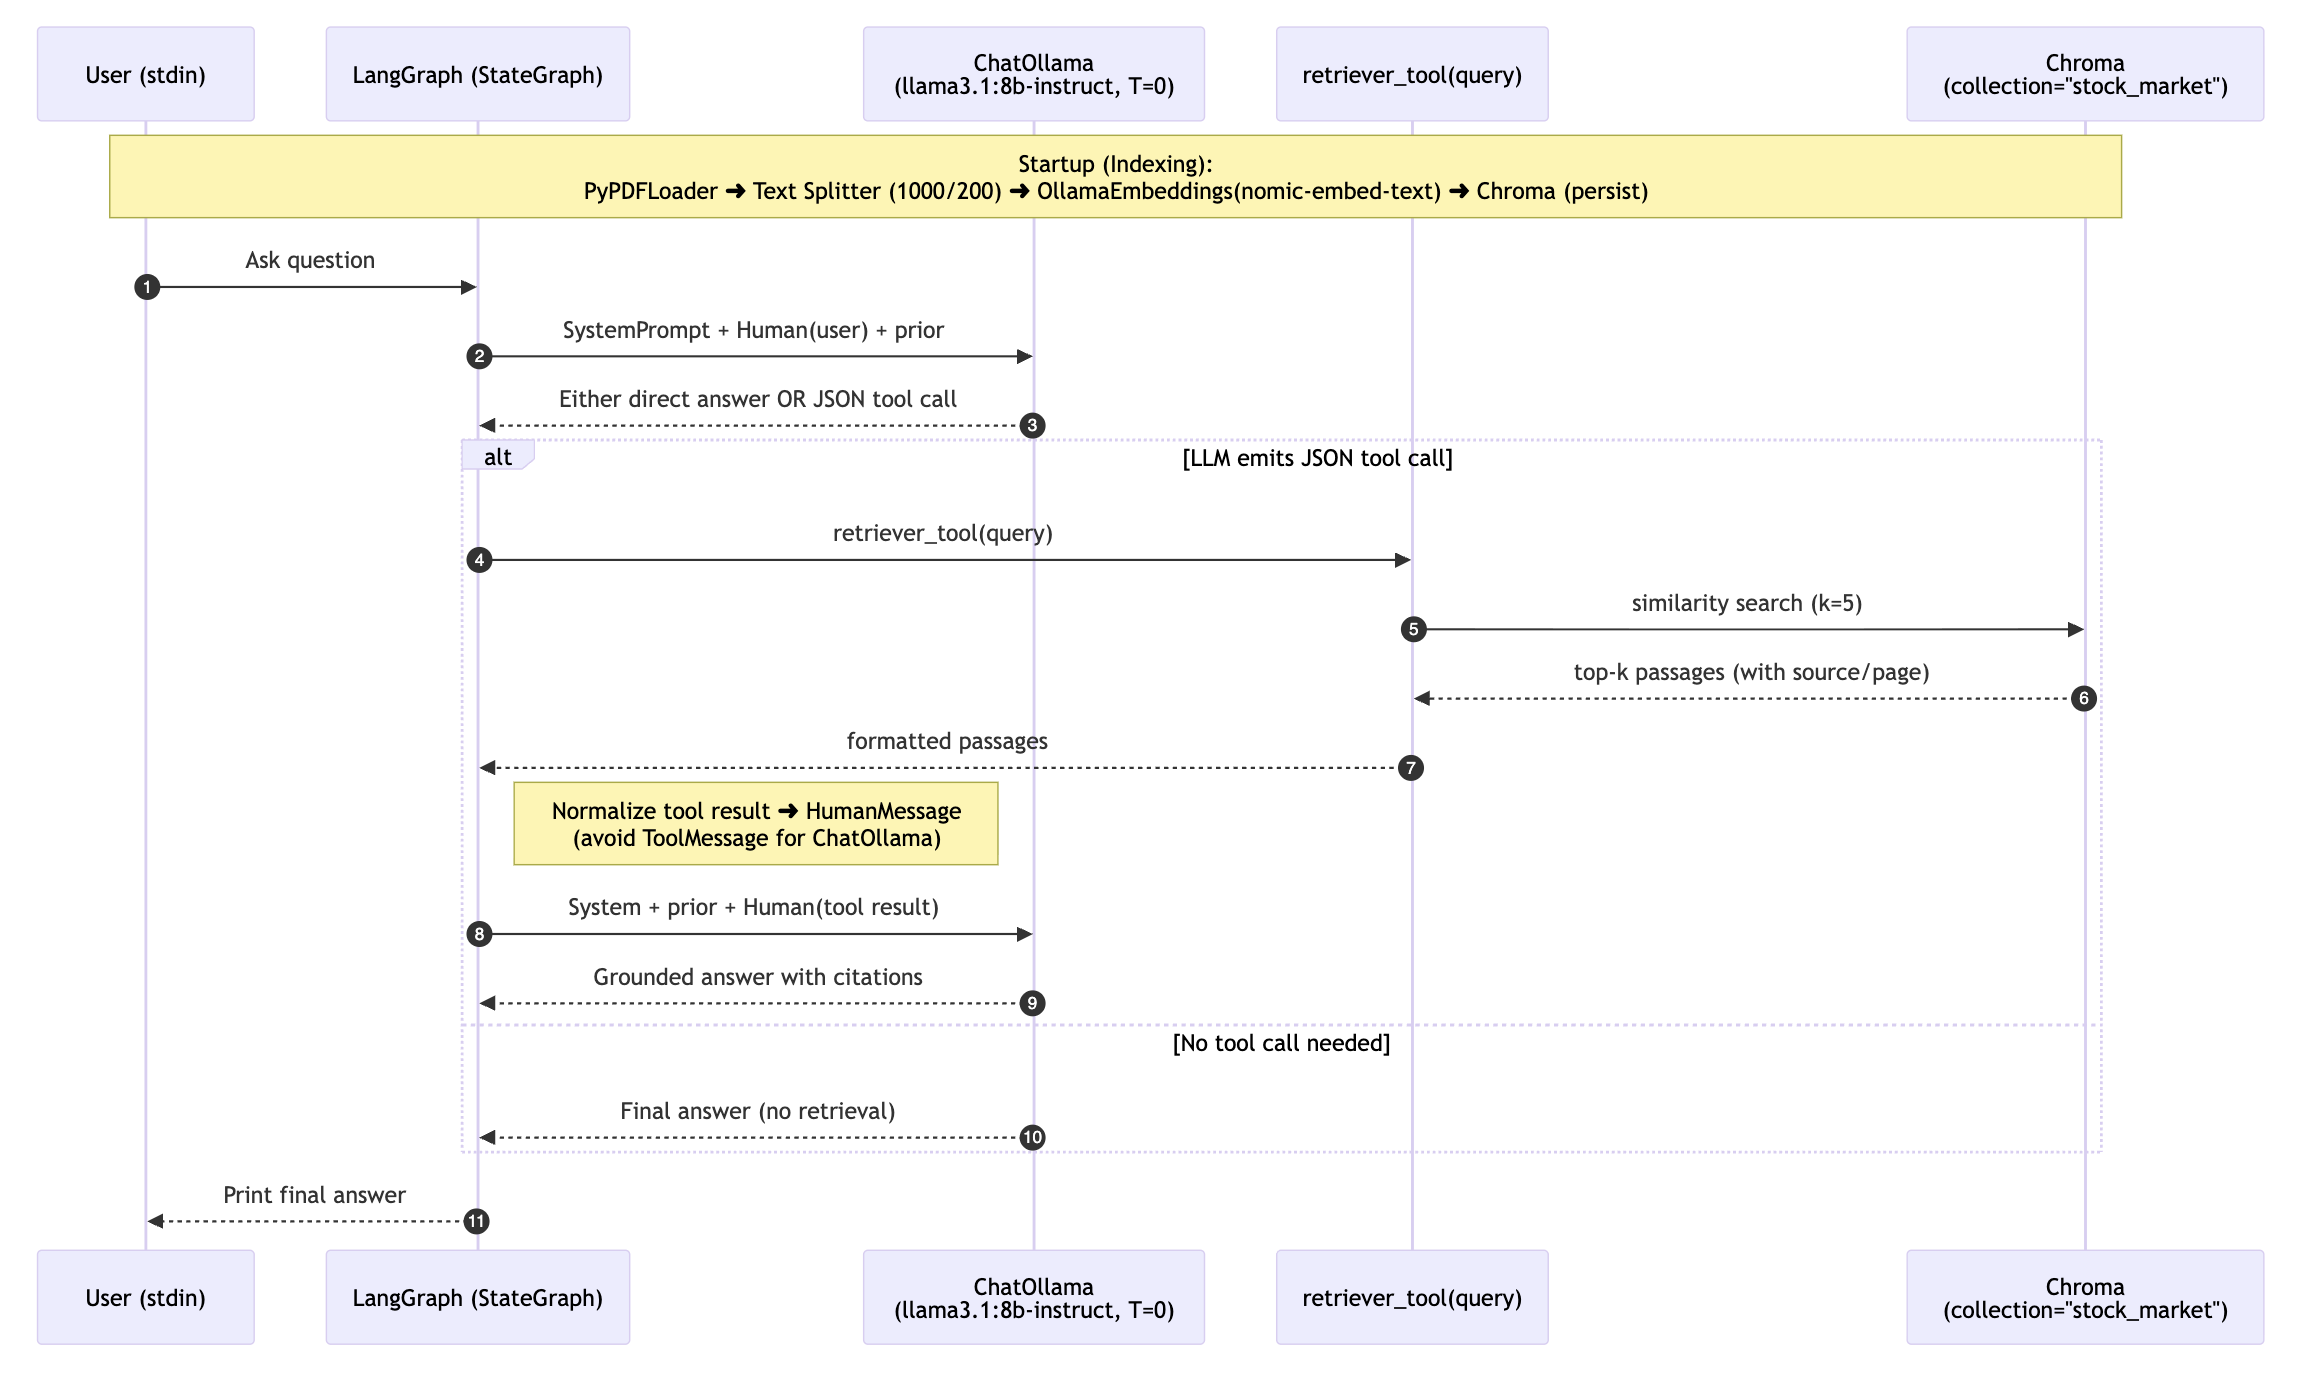 User (stdin)
LangGraph (StateGraph)
ChatOllama
(llama3.1:8b-instruct, T=0)
retriever_tool(query)
Chroma
(collection="stock_market")
Startup (Indexing):
PyPDFLoader ➜ Text Splitter (1000/200) ➜ OllamaEmbeddings(nomic-embed-text) ➜ Chroma (persist)
Ask question
1
SystemPrompt + Human(user) + prior
2
Either direct answer OR JSON tool call
3
alt
[LLM emits JSON tool call]
retriever_tool(query)
4
similarity search (k=5)
5
top-k passages (with source/page)
6
formatted passages
7
Normalize tool result ➜ HumanMessage
(avoid ToolMessage for ChatOllama)
System + prior + Human(tool result)
8
Grounded answer with citations
9
[No tool call needed]
Final answer (no retrieval)
10
Print final answer
11
User (stdin)
LangGraph (StateGraph)
ChatOllama
(llama3.1:8b-instruct, T=0)
retriever_tool(query)
Chroma
(collection="stock_market")